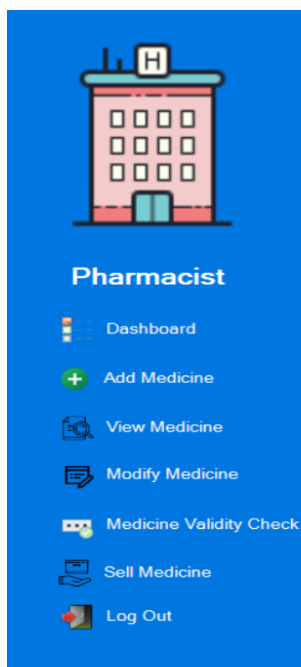 H
Pharmacist
Dashboard
Add Medicine
View Medicine
Modify Medicine
Medicine Validity Check
Sell Medicine
Log Out